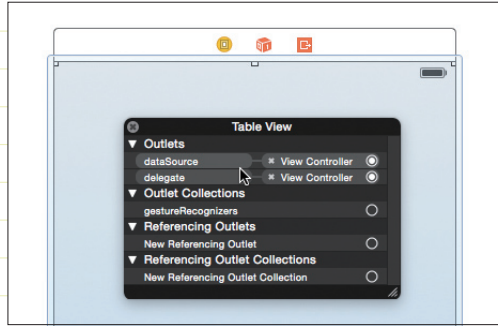 Table View
▼ Outlets
dataSource ✖ View Controller
delegate ✖ View Controller
▼ Outlet Collections
gestureRecognizers
▼ Referencing Outlets
New Referencing Outlet
▼ Referencing Outlet Collections
New Referencing Outlet Collection